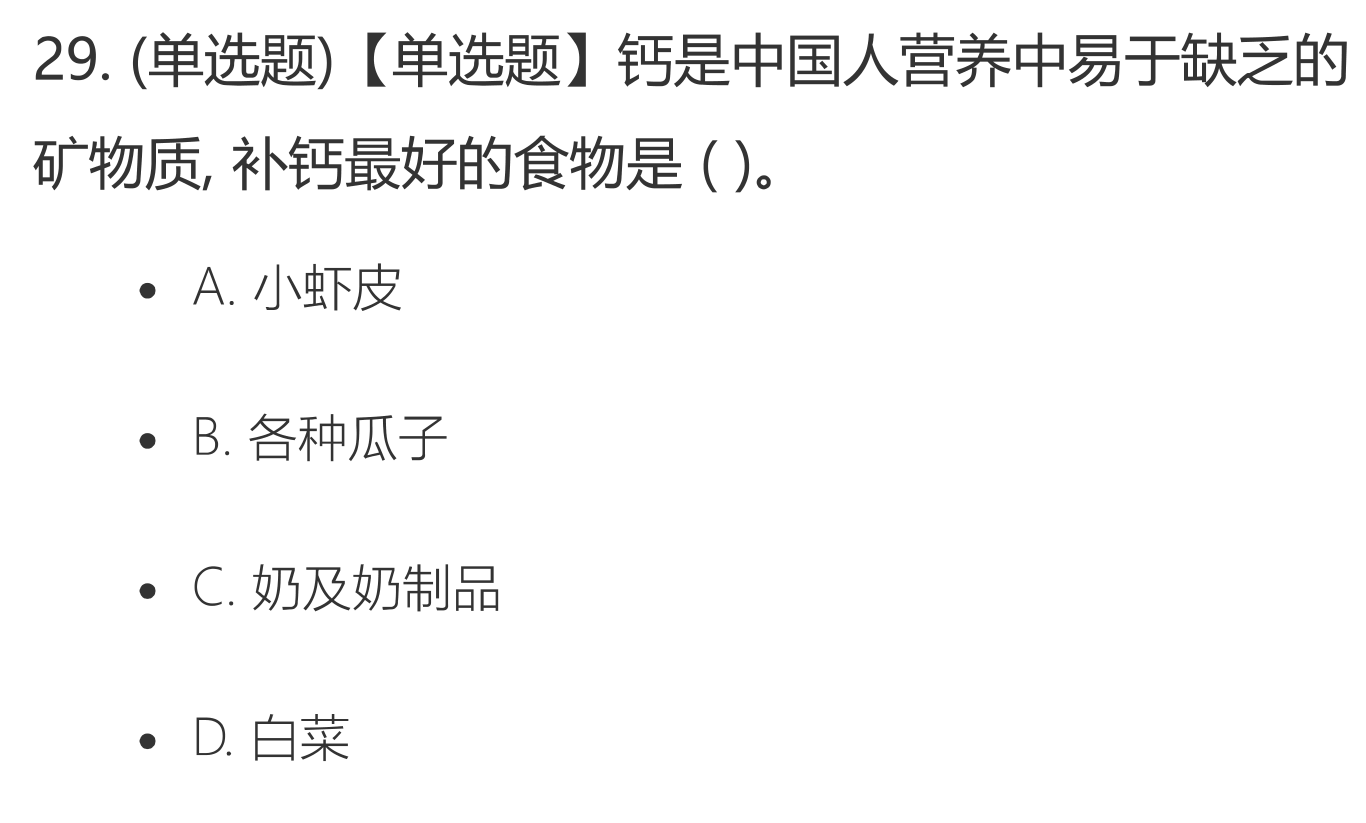 29. (单选题)【单选题】钙是中国人营养中易于缺乏的
矿物质, 补钙最好的食物是 ( )。
• A. 小虾皮
• B. 各种瓜子
• C. 奶及奶制品
• D. 白菜